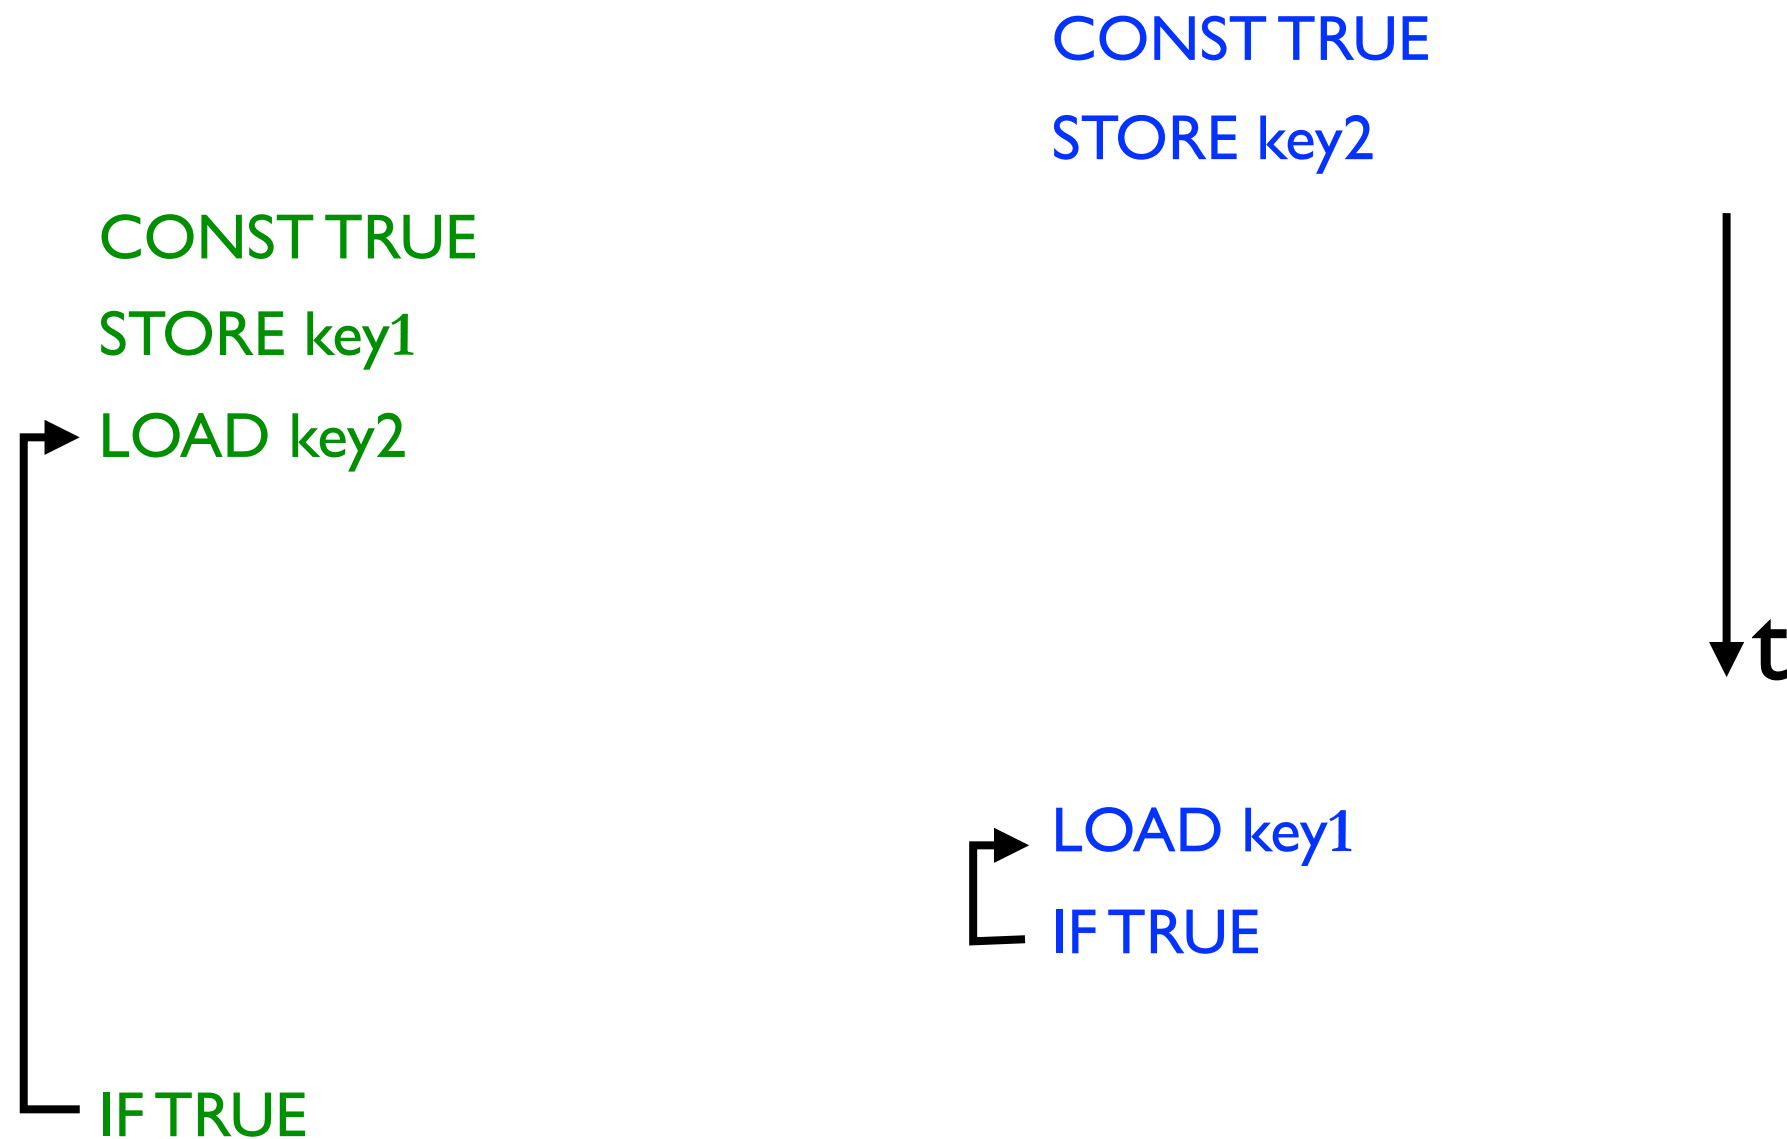 CONST TRUE
STORE key2
CONST TRUE
STORE key1
LOAD key2
t
LOAD key1
IF TRUE
IF TRUE